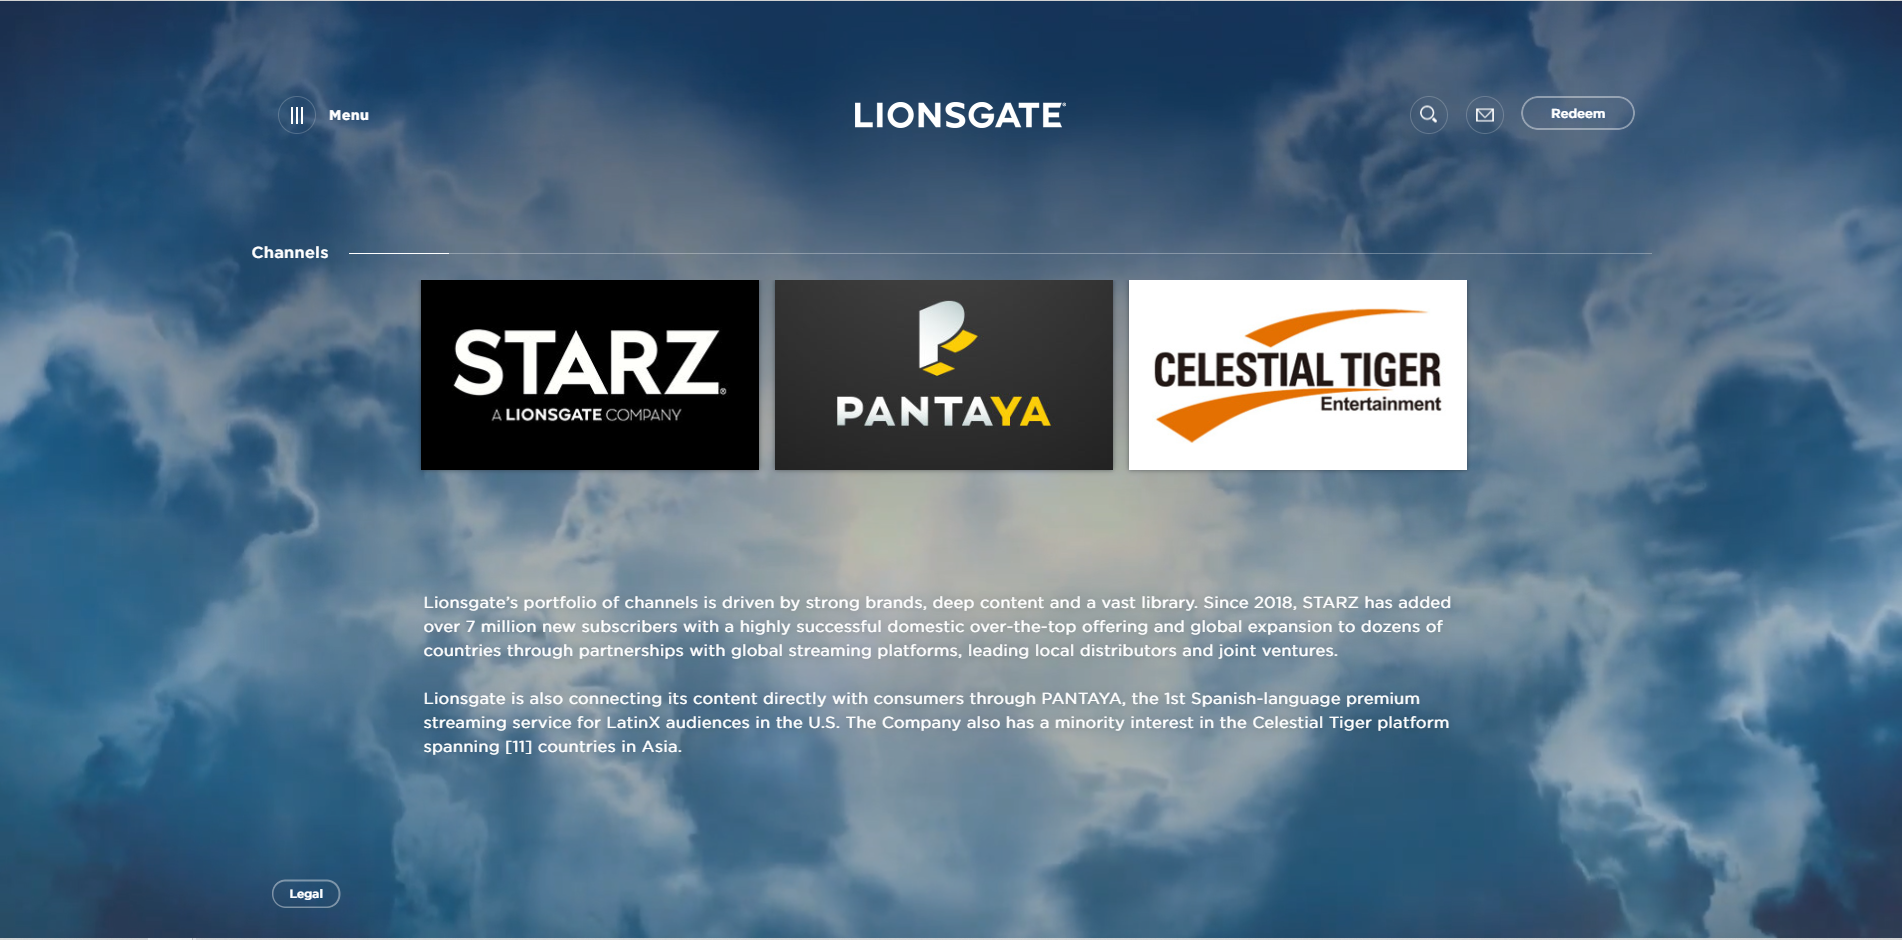 Menu
LIONSGATE®
Redeem
Channels
STARZ®
A LIONSGATE COMPANY
PANTAYA
CELESTIAL TIGER
Entertainment
Lionsgate’s portfolio of channels is driven by strong brands, deep content and a vast library. Since 2018, STARZ has added
over 7 million new subscribers with a highly successful domestic over-the-top offering and global expansion to dozens of
countries through partnerships with global streaming platforms, leading local distributors and joint ventures.
Lionsgate is also connecting its content directly with consumers through PANTAYA, the 1st Spanish-language premium
streaming service for LatinX audiences in the U.S. The Company also has a minority interest in the Celestial Tiger platform
spanning [11] countries in Asia.
Legal